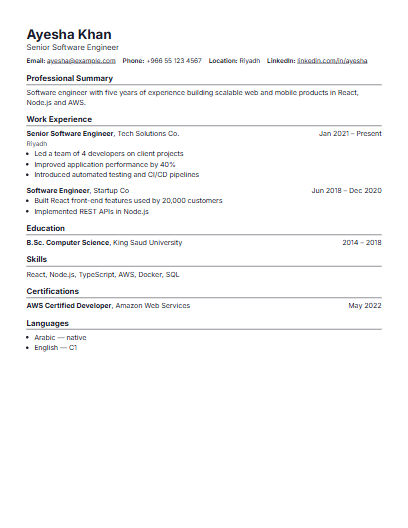 Ayesha Khan
Senior Software Engineer
Email: ayesha@example.com Phone: +966 55 123 4567 Location: Riyadh LinkedIn: linkedin.com/in/ayesha
Professional Summary
Software engineer with five years of experience building scalable web and mobile products in React,
Node.js and AWS.
Work Experience
Senior Software Engineer, Tech Solutions Co. Jan 2021 – Present
Riyadh
• Led a team of 4 developers on client projects
• Improved application performance by 40%
• Introduced automated testing and CI/CD pipelines
Software Engineer, Startup Co Jun 2018 – Dec 2020
• Built React front-end features used by 20,000 customers
• Implemented REST APIs in Node.js
Education
B.Sc. Computer Science, King Saud University 2014 – 2018
Skills
React, Node.js, TypeScript, AWS, Docker, SQL
Certifications
AWS Certified Developer, Amazon Web Services May 2022
Languages
• Arabic — native
• English — C1